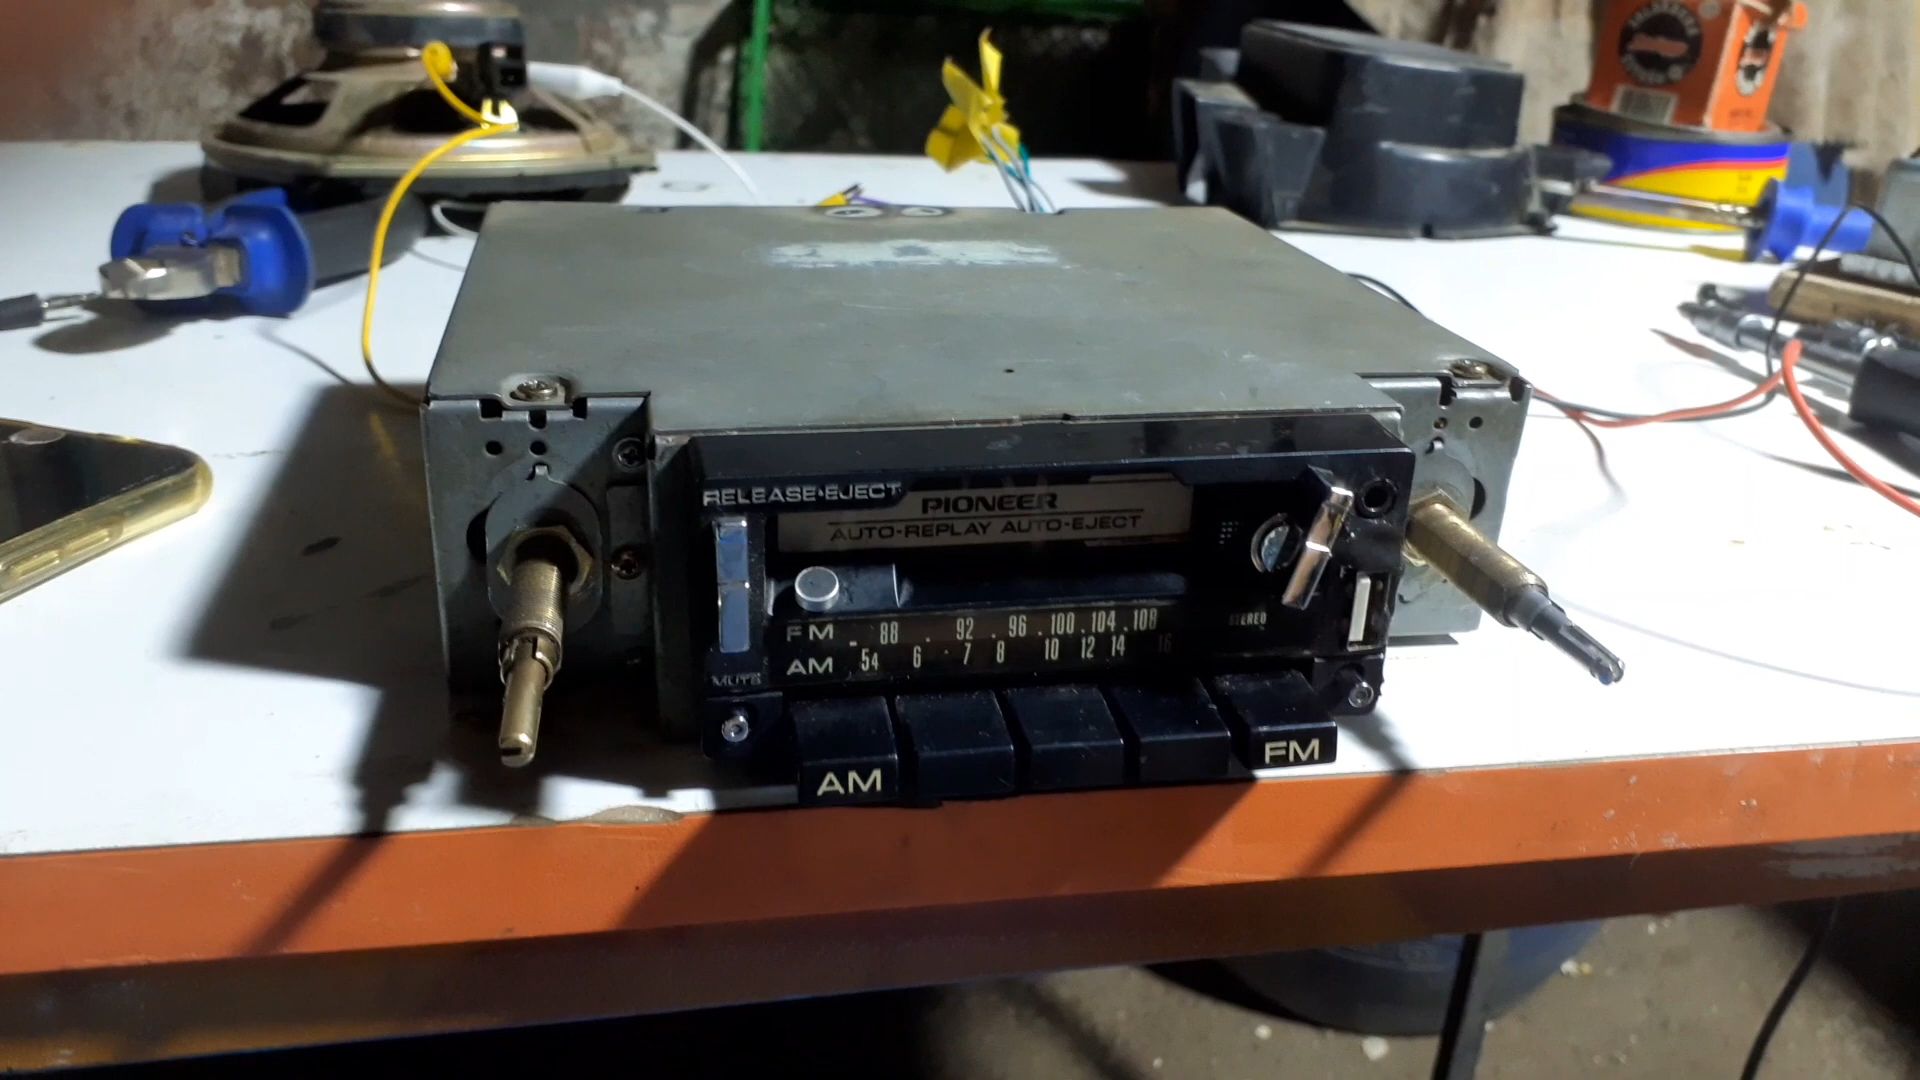 RELEASE•EJECT
PIONEER
AUTO-REPLAY AUTO-EJECT
FM 88 . 92 . 96 . 100 . 104 . 108
STEREO
AM 54 6 · 7 8 10 12 14 16
MUTE
AM
FM